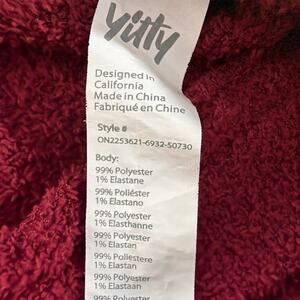 yitty
Designed in
California
Made in China
Fabriqué en Chine
Style #
ON2253621-6932-50730
Body:
99% Polyester
1% Elastane
99% Poliéster
1% Elastano
99% Polyester
1% Elasthanne
99% Polyester
1% Elastan
99% Poliestere
1% Elastan
99% Polyester
1% Elastaan
99% Polyester